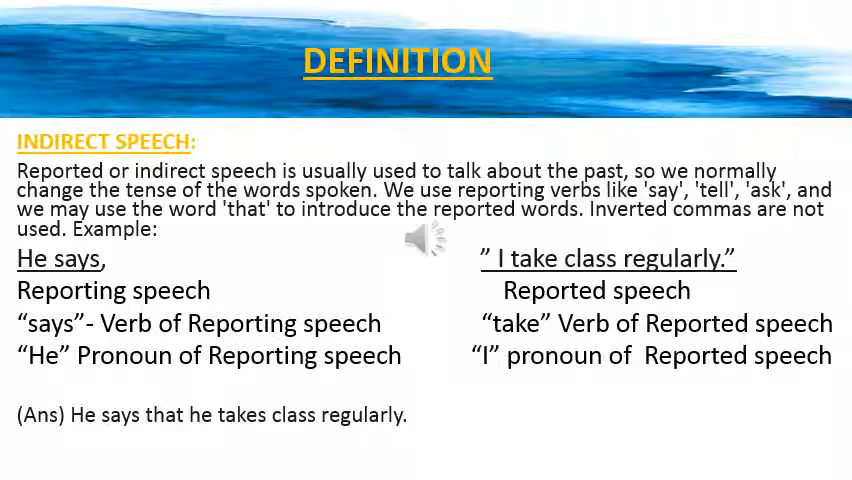 DEFINITION
INDIRECT SPEECH:
Reported or indirect speech is usually used to talk about the past, so we normally
change the tense of the words spoken. We use reporting verbs like 'say', 'tell', 'ask', and
we may use the word 'that' to introduce the reported words. Inverted commas are not
used. Example:
He says, ” I take class regularly.”
Reporting speech Reported speech
“says”- Verb of Reporting speech “take” Verb of Reported speech
“He” Pronoun of Reporting speech “I” pronoun of Reported speech
(Ans) He says that he takes class regularly.